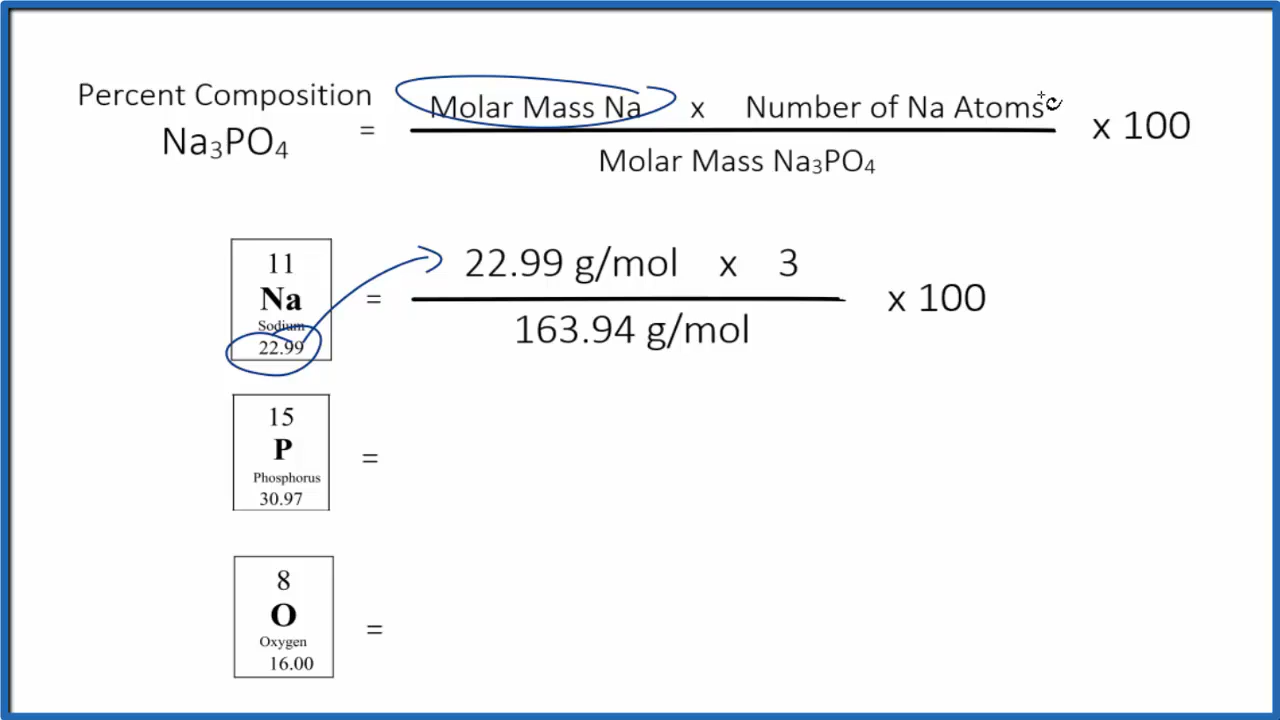 Percent Composition
Na₃PO₄
=
Molar Mass Na x Number of Na Atoms
Molar Mass Na₃PO₄
x 100
11
Na
Sodium
22.99
=
22.99 g/mol x 3
163.94 g/mol
x 100
15
P
Phosphorus
30.97
=
8
O
Oxygen
16.00
=